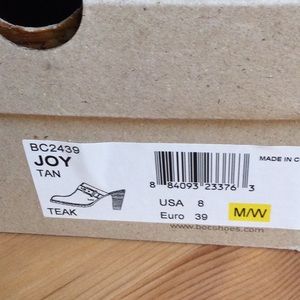 BC2439
JOY
TAN
TEAK
MADE IN C
8 84093 23376 3
USA 8
Euro 39
M/W
www.bocshoes.com